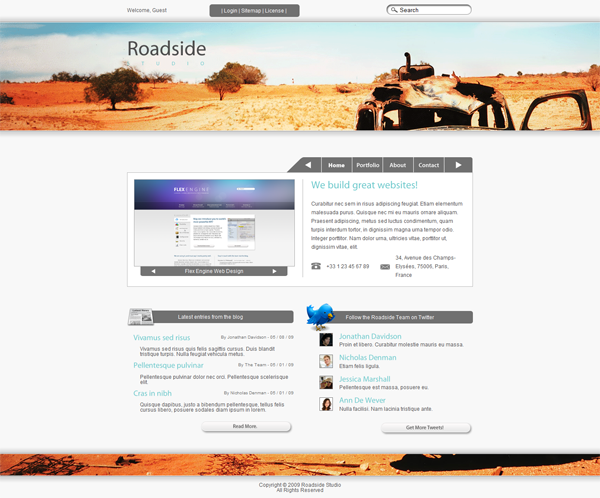 Welcome, Guest
| Login | Sitemap | License |
Search
Roadside
studio
Home Portfolio About Contact
FLEX ENGINE
Flex Engine Web Design
We build great websites!
Curabitur nec sem in risus adipiscing feugiat. Etiam elementum
malesuada purus. Quisque nec mi eu mauris ornare aliquam.
Praesent adipiscing, metus sed luctus condimentum, quam
turpis interdum tortor, in dignissim magna urna tempor odio.
Integer porttitor. Nam dolor urna, ultricies vitae, porttitor ut,
dignissim vitae, elit.
+33 1 23 45 67 89
34, Avenue des Champs-
Elysées, 75006, Paris,
France
Latest entries from the blog
Vivamus sed risus By Jonathan Davidson - 05 / 09 / 09
Vivamus sed risus quis felis sagittis cursus. Duis blandit
tristique turpis. Nulla feugiat vehicula metus.
Pellentesque pulvinar By The Team - 05 / 01 / 09
Pellentesque pulvinar dolor nec orci. Pellentesque scelerisque
elit.
Cras in nibh By Nicholas Denman - 05 / 01 / 09
Quisque dapibus, justo a bibendum pellentesque, tellus felis
cursus libero, posuere sodales diam ipsum in lorem.
Read More.
Follow the Roadside Team on Twitter
Jonathan Davidson
Proin et libero. Curabitur molestie mauris eu massa.
Nicholas Denman
Etiam felis ligula.
Jessica Marshall
Pellentesque est massa, posuere eu.
Ann De Wever
Nulla facilisi. Nam lacinia tristique ante.
Get More Tweets!
Copyright © 2009 Roadside Studio
All Rights Reserved